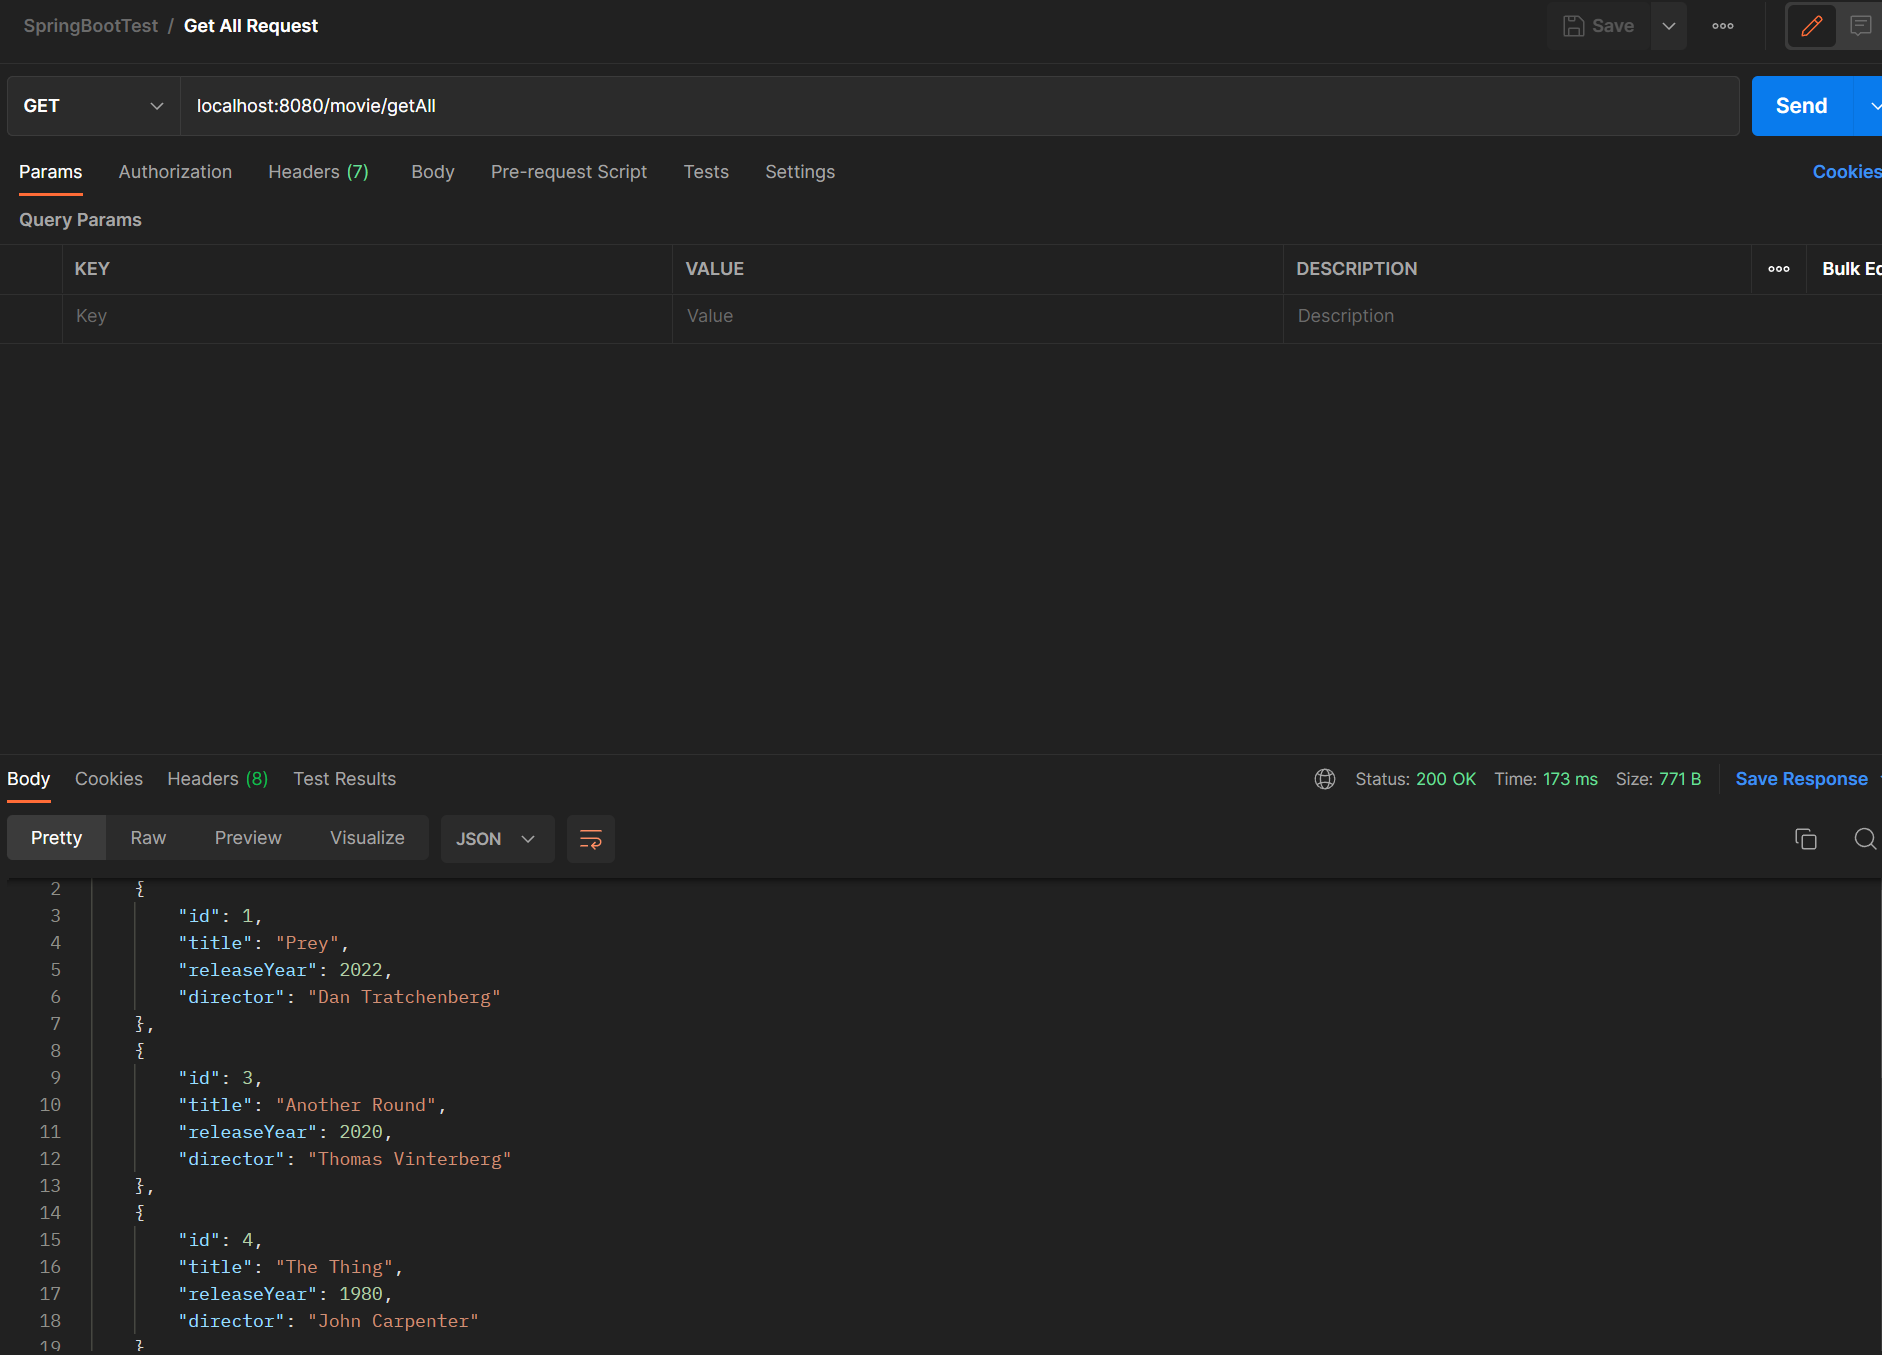 SpringBootTest / Get All Request
Save
GET
localhost:8080/movie/getAll
Send
Params Authorization Headers (7) Body Pre-request Script Tests Settings Cookies
Query Params
KEY VALUE DESCRIPTION Bulk Ed
Key Value Description
Body Cookies Headers (8) Test Results Status: 200 OK Time: 173 ms Size: 771 B Save Response
Pretty Raw Preview Visualize JSON
2 {
3 "id": 1,
4 "title": "Prey",
5 "releaseYear": 2022,
6 "director": "Dan Tratchenberg"
7 },
8 {
9 "id": 3,
10 "title": "Another Round",
11 "releaseYear": 2020,
12 "director": "Thomas Vinterberg"
13 },
14 {
15 "id": 4,
16 "title": "The Thing",
17 "releaseYear": 1980,
18 "director": "John Carpenter"
19 }